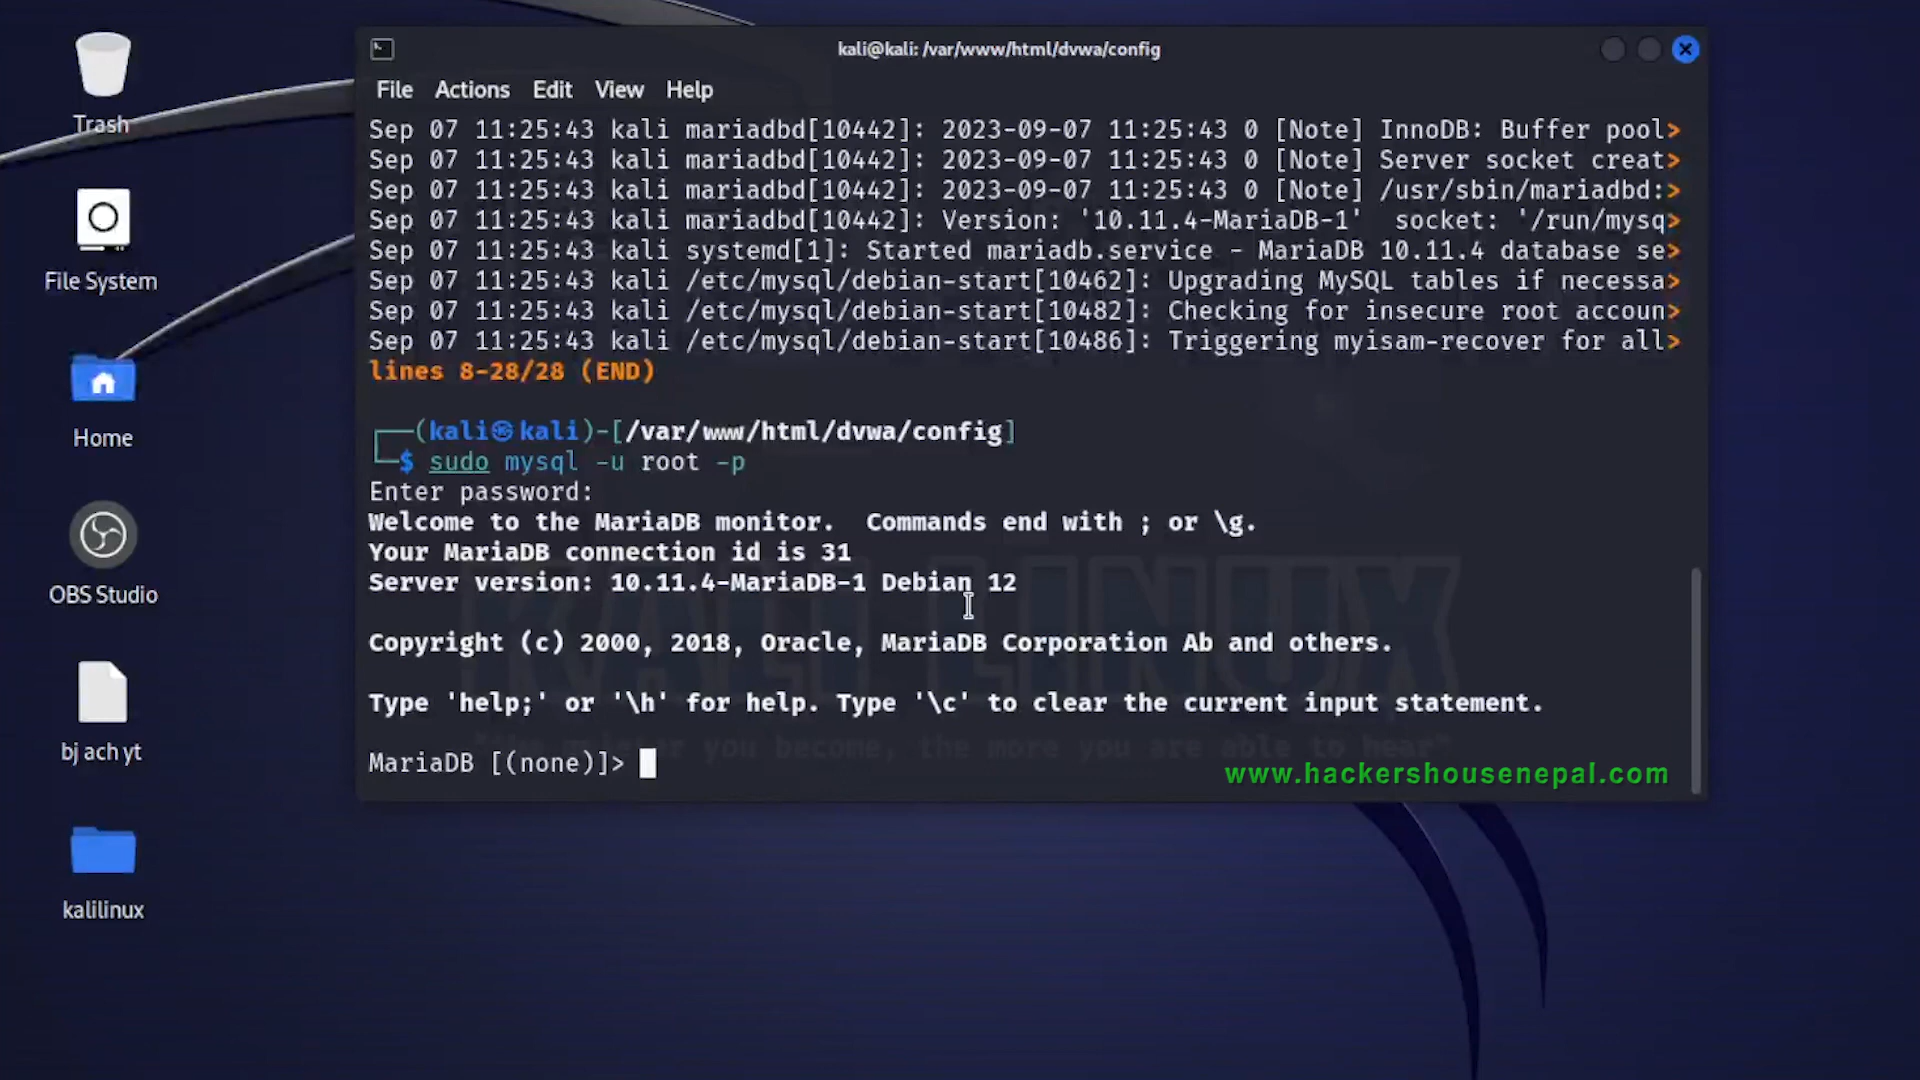 Trash
File System
Home
OBS Studio
bj ach yt
kalilinux
kali@kali: /var/www/html/dvwa/config
File Actions Edit View Help
Sep 07 11:25:43 kali mariadbd[10442]: 2023-09-07 11:25:43 0 [Note] InnoDB: Buffer pool>
Sep 07 11:25:43 kali mariadbd[10442]: 2023-09-07 11:25:43 0 [Note] Server socket creat>
Sep 07 11:25:43 kali mariadbd[10442]: 2023-09-07 11:25:43 0 [Note] /usr/sbin/mariadbd:>
Sep 07 11:25:43 kali mariadbd[10442]: Version: '10.11.4-MariaDB-1'  socket: '/run/mysq>
Sep 07 11:25:43 kali systemd[1]: Started mariadb.service - MariaDB 10.11.4 database se>
Sep 07 11:25:43 kali /etc/mysql/debian-start[10462]: Upgrading MySQL tables if necessa>
Sep 07 11:25:43 kali /etc/mysql/debian-start[10482]: Checking for insecure root accoun>
Sep 07 11:25:43 kali /etc/mysql/debian-start[10486]: Triggering myisam-recover for all>
lines 8-28/28 (END)
┌──(kali㉿kali)-[/var/www/html/dvwa/config]
└─$ sudo mysql -u root -p
Enter password:
Welcome to the MariaDB monitor.  Commands end with ; or \g.
Your MariaDB connection id is 31
Server version: 10.11.4-MariaDB-1 Debian 12
Copyright (c) 2000, 2018, Oracle, MariaDB Corporation Ab and others.
Type 'help;' or '\h' for help. Type '\c' to clear the current input statement.
MariaDB [(none)]>
KALI LINUX
you become, the more you are able to hear"
www.hackershousenepal.com